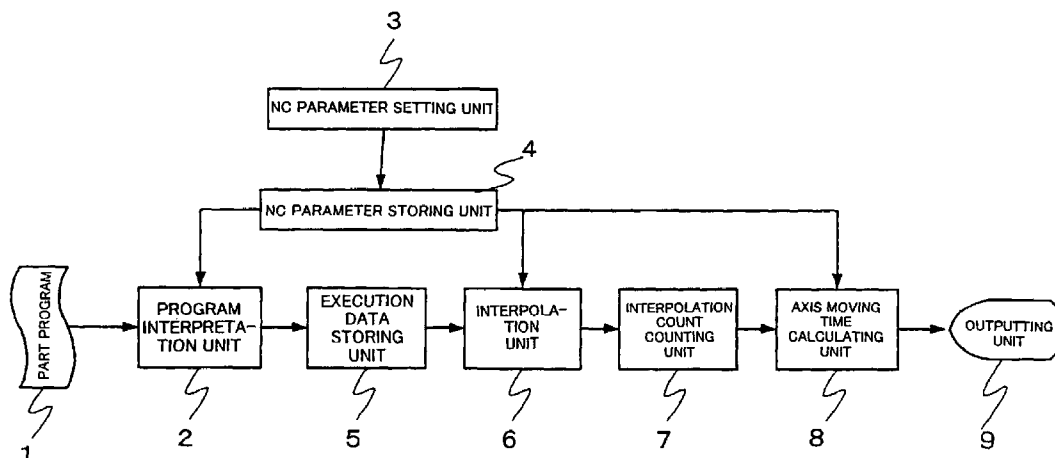 3
NC PARAMETER SETTING UNIT
4
NC PARAMETER STORING UNIT
PART PROGRAM
PROGRAM
INTERPRETA-
TION UNIT
EXECUTION
DATA
STORING
UNIT
INTERPOLA-
TION
UNIT
INTERPOLATION
COUNT
COUNTING
UNIT
AXIS MOVING
TIME
CALCULATING
UNIT
OUTPUTTING
UNIT
1
2
5
6
7
8
9